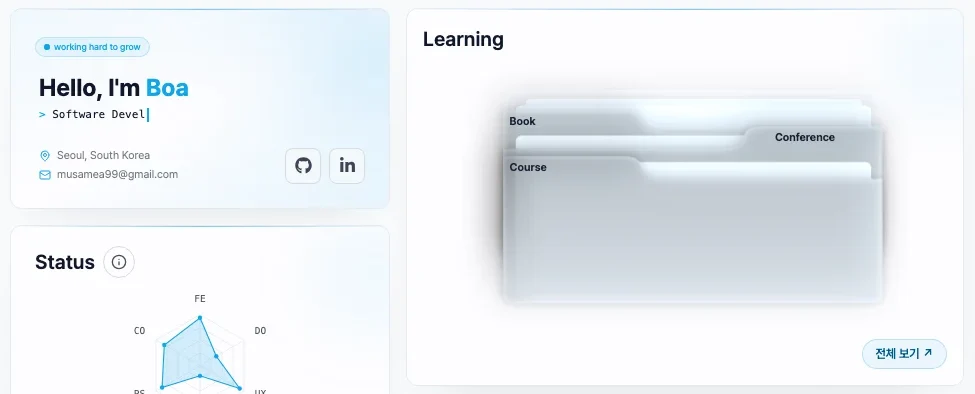 working hard to grow
Hello, I'm Boa
> Software Devel
Seoul, South Korea
musamea99@gmail.com
in
Status
FE
CO
DO
Learning
Book
Conference
Course
전체 보기 ↗